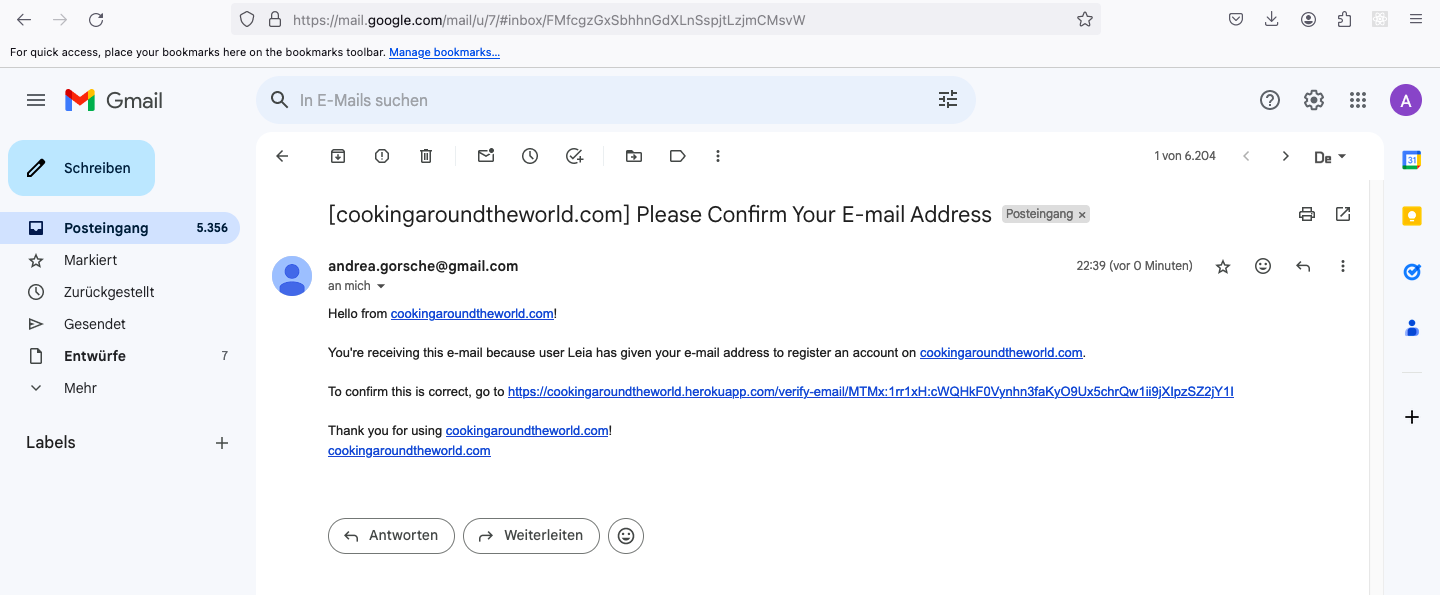 https://mail.google.com/mail/u/7/#inbox/FMfcgzGxSbhhnGdXLnSspjtLzjmCMsvW
For quick access, place your bookmarks here on the bookmarks toolbar. Manage bookmarks...
Gmail
In E-Mails suchen
A
Schreiben
1 von 6.204
De
31
Posteingang 5.356
Markiert
Zurückgestellt
Gesendet
Entwürfe 7
Mehr
Labels
[cookingaroundtheworld.com] Please Confirm Your E-mail Address Posteingang ×
andrea.gorsche@gmail.com 22:39 (vor 0 Minuten)
an mich
Hello from cookingaroundtheworld.com!
You're receiving this e-mail because user Leia has given your e-mail address to register an account on cookingaroundtheworld.com.
To confirm this is correct, go to https://cookingaroundtheworld.herokuapp.com/verify-email/MTMx:1rr1xH:cWQHkF0Vynhn3faKyO9Ux5chrQw1ii9jXIpzSZ2jY1I
Thank you for using cookingaroundtheworld.com!
cookingaroundtheworld.com
Antworten
Weiterleiten